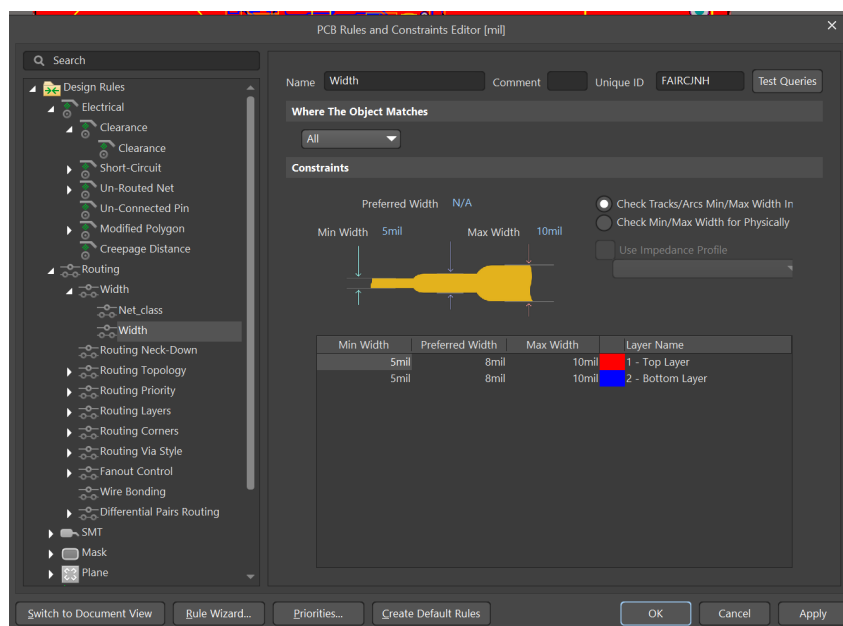 PCB Rules and Constraints Editor [mil]
Search
Design Rules
Electrical
Clearance
Clearance
Short-Circuit
Un-Routed Net
Un-Connected Pin
Modified Polygon
Creepage Distance
Routing
Width
Net_class
Width
Routing Neck-Down
Routing Topology
Routing Priority
Routing Layers
Routing Corners
Routing Via Style
Fanout Control
Wire Bonding
Differential Pairs Routing
SMT
Mask
Plane
Name Width Comment Unique ID FAIRCJNH Test Queries
Where The Object Matches
All
Constraints
Preferred Width N/A
Min Width 5mil Max Width 10mil
Check Tracks/Arcs Min/Max Width In
Check Min/Max Width for Physically
Use Impedance Profile
Min Width Preferred Width Max Width Layer Name
5mil 8mil 10mil 1 - Top Layer
5mil 8mil 10mil 2 - Bottom Layer
Switch to Document View Rule Wizard... Priorities... Create Default Rules OK Cancel Apply